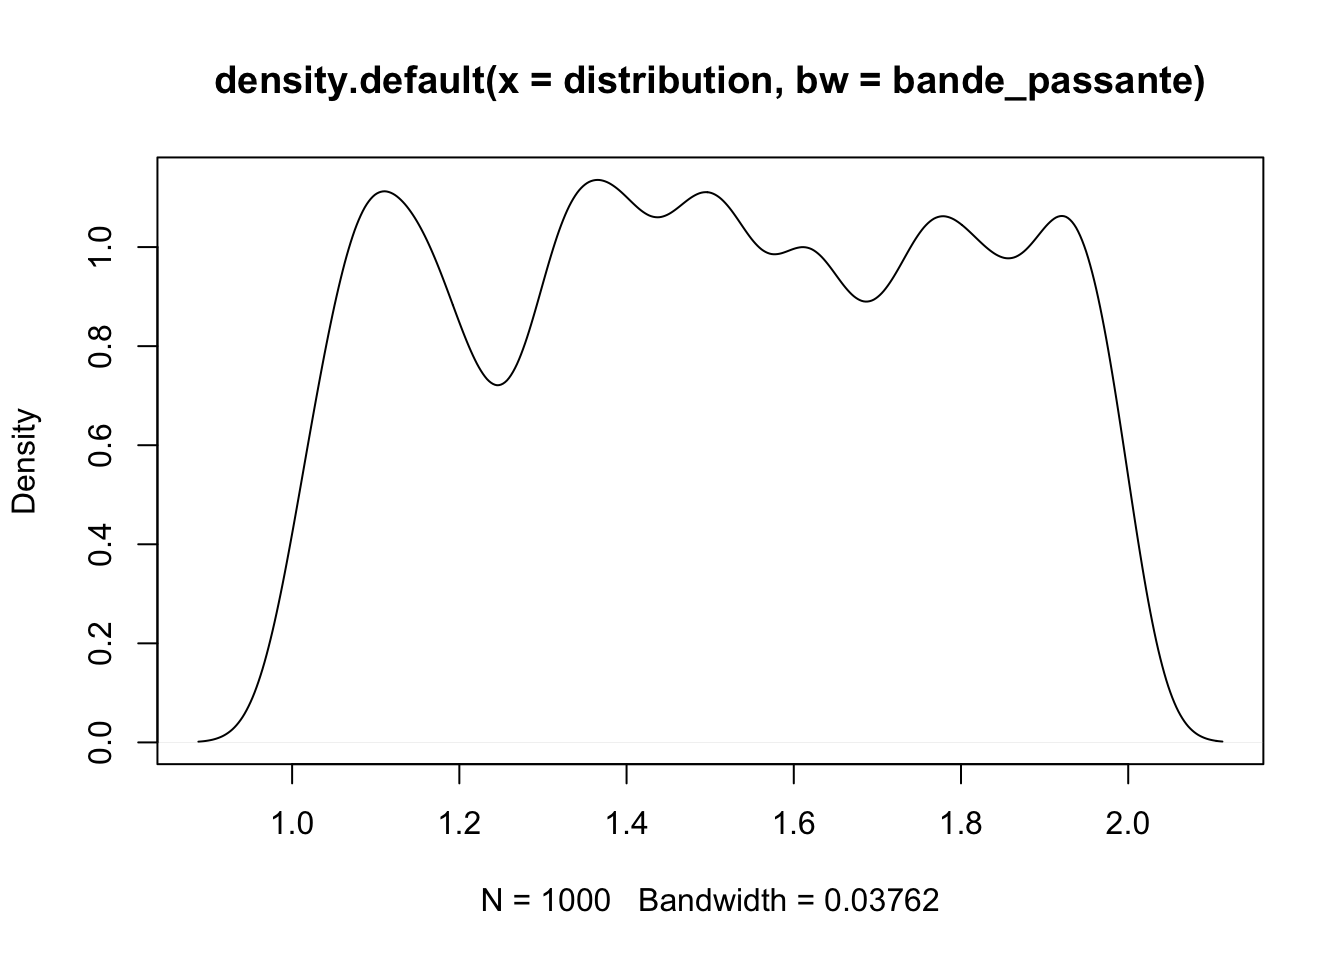 density.default(x = distribution, bw = bande_passante)
Density
1.0
0.8
0.6
0.4
0.2
0.0
1.0 1.2 1.4 1.6 1.8 2.0
N = 1000 Bandwidth = 0.03762